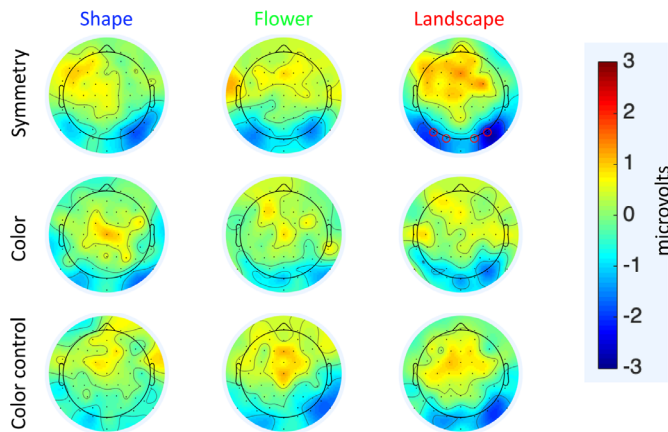 Shape Flower Landscape
Symmetry
Color
Color control
3
2
1
0
-1
-2
-3
microvolts